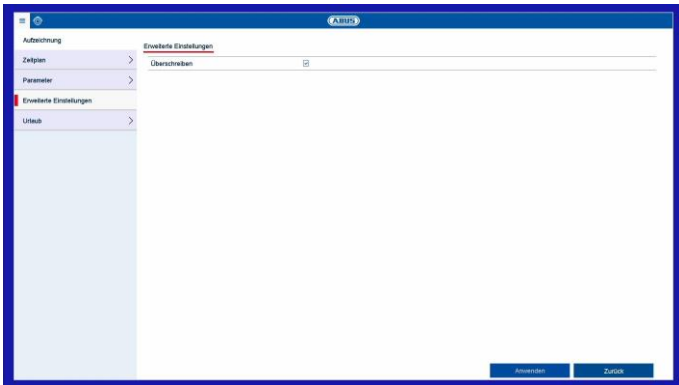 ABUS
Aufzeichnung
Zeitplan
Parameter
Erweiterte Einstellungen
Urlaub
Erweiterte Einstellungen
Überschreiben
Anwenden
Zurück